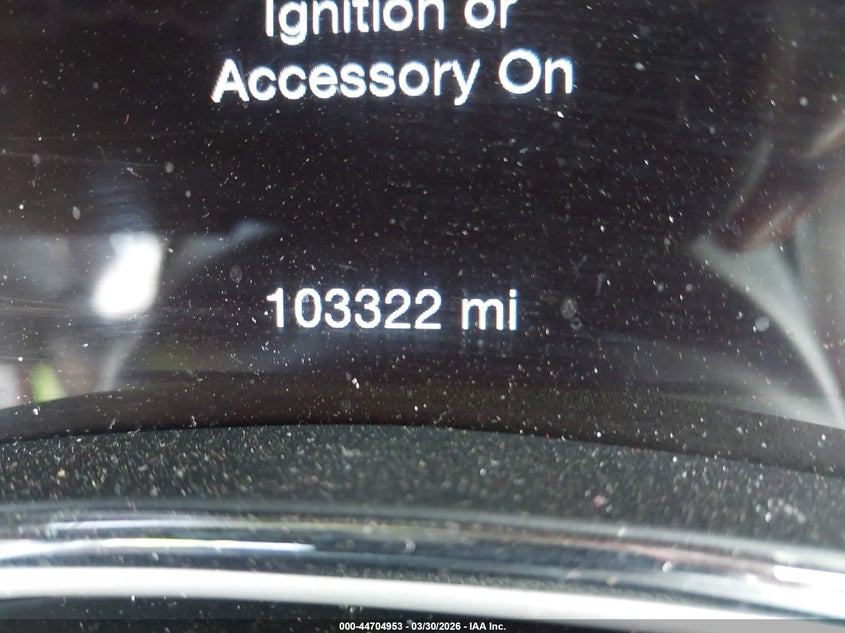 Ignition or
Accessory On
103322 mi
000-44704953 - 03/30/2026 - IAA Inc.